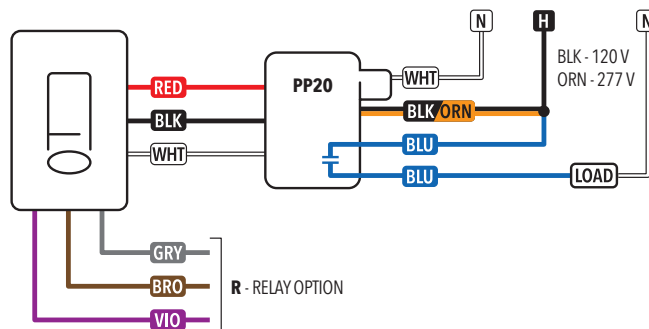 N
H
N
BLK - 120 V
ORN - 277 V
PP20
WHT
RED
BLK/ORN
BLK
BLU
WHT
BLU
LOAD
GRY
BRO
R - RELAY OPTION
VIO